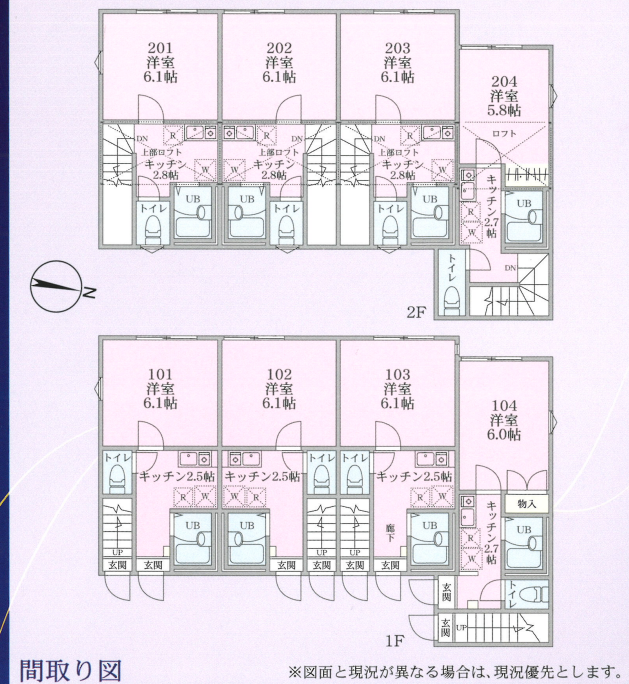 201
洋室
6.1帖
202
洋室
6.1帖
203
洋室
6.1帖
204
洋室
5.8帖
ロフト
DN
R
上部ロフト
キッチン
2.8帖
W
トイレ
UB
R
DN
上部ロフト
キッチン
2.8帖
W
UB
トイレ
DN
R
上部ロフト
キッチン
2.8帖
W
トイレ
UB
キッチン2.7帖
R
W
UB
トイレ
DN
N
2F
101
洋室
6.1帖
102
洋室
6.1帖
103
洋室
6.1帖
104
洋室
6.0帖
トイレ
キッチン2.5帖
R
W
UB
UP
玄関
玄関
キッチン2.5帖
W
R
UB
トイレ
UP
玄関
玄関
トイレ
キッチン2.5帖
R
W
廊下
UB
UP
玄関
玄関
物入
キッチン2.7帖
R
W
UB
トイレ
玄関
玄関
UP
1F
間取り図
※図面と現況が異なる場合は、現況優先とします。